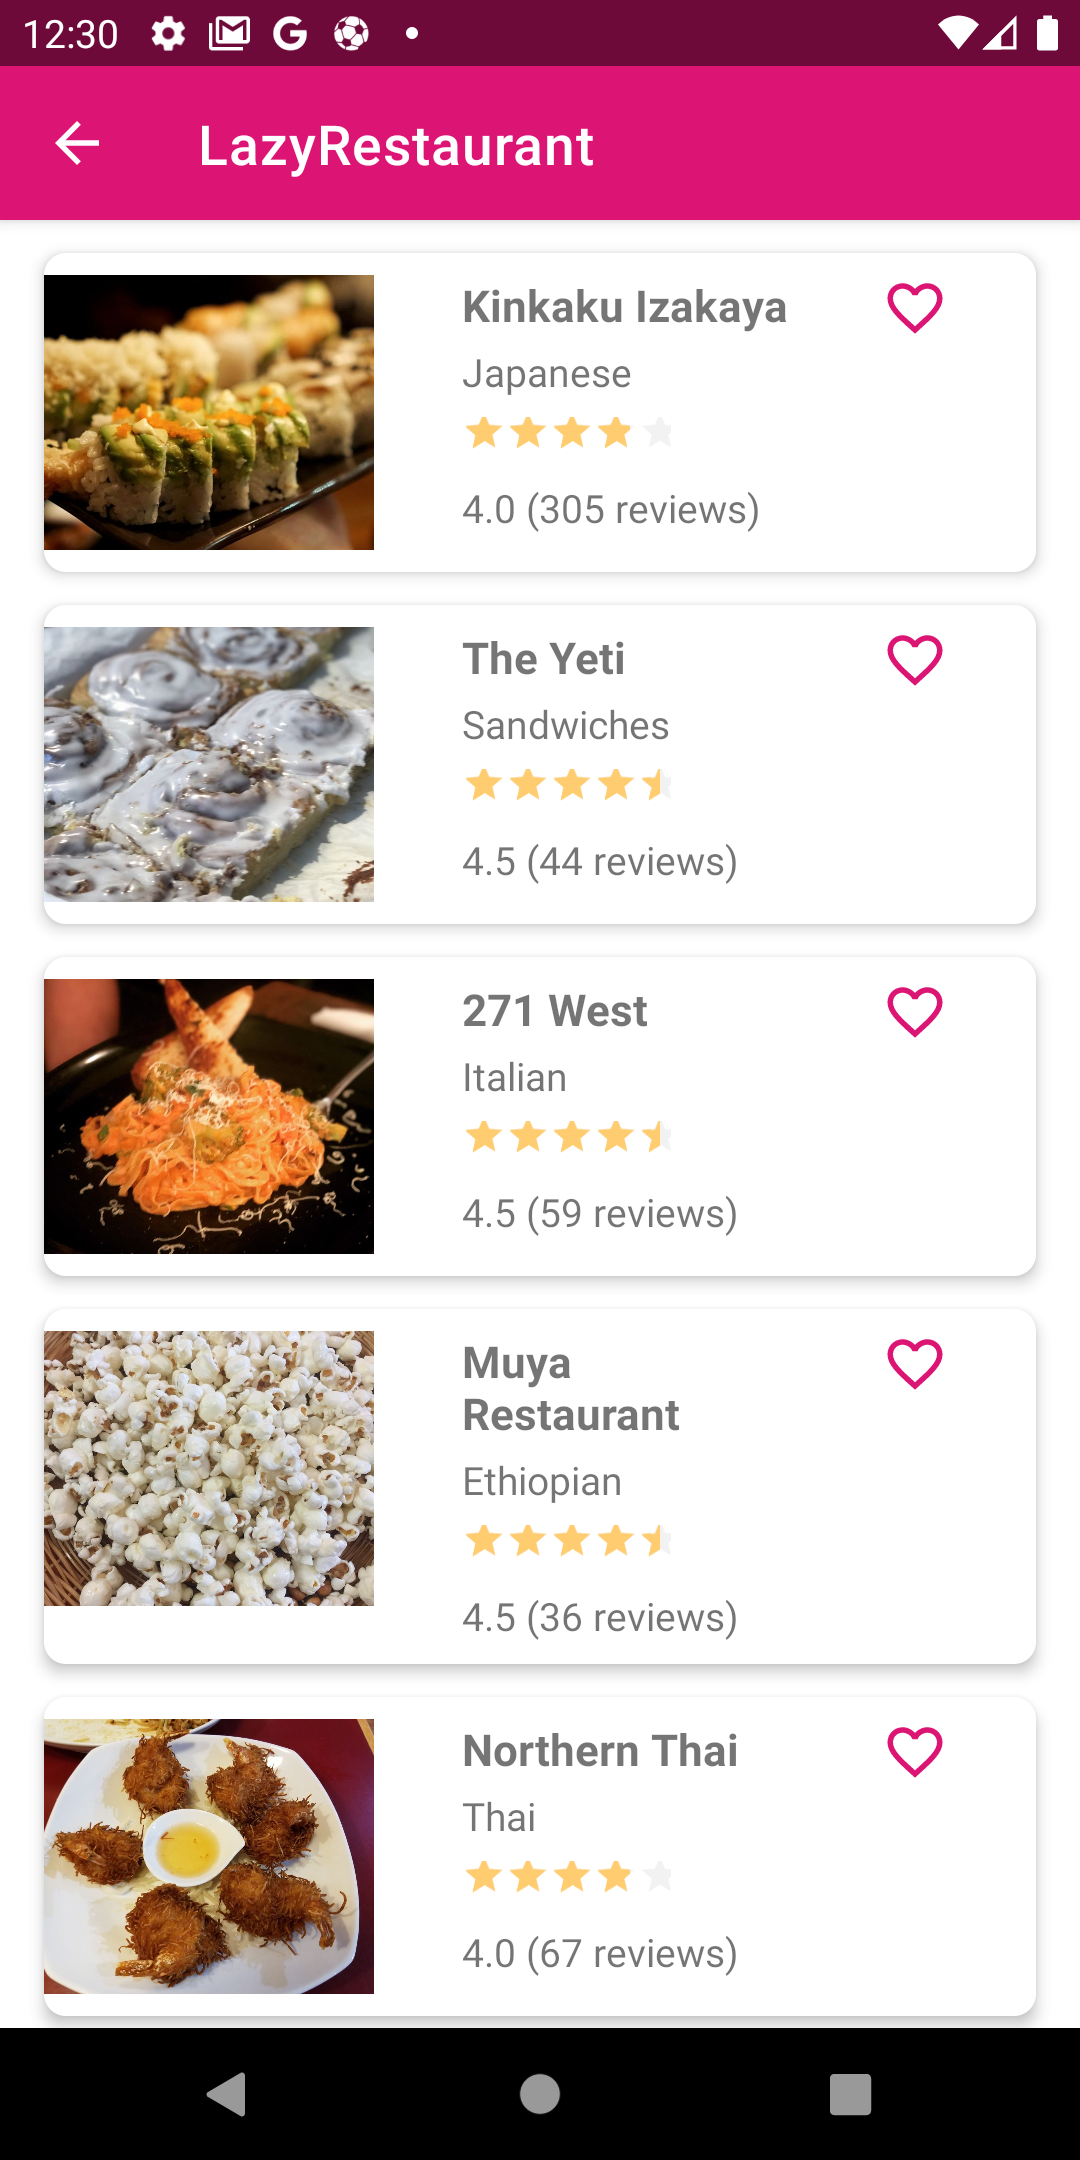 12:30
LazyRestaurant
Kinkaku Izakaya
Japanese
4.0 (305 reviews)
The Yeti
Sandwiches
4.5 (44 reviews)
271 West
Italian
4.5 (59 reviews)
Muya
Restaurant
Ethiopian
4.5 (36 reviews)
Northern Thai
Thai
4.0 (67 reviews)